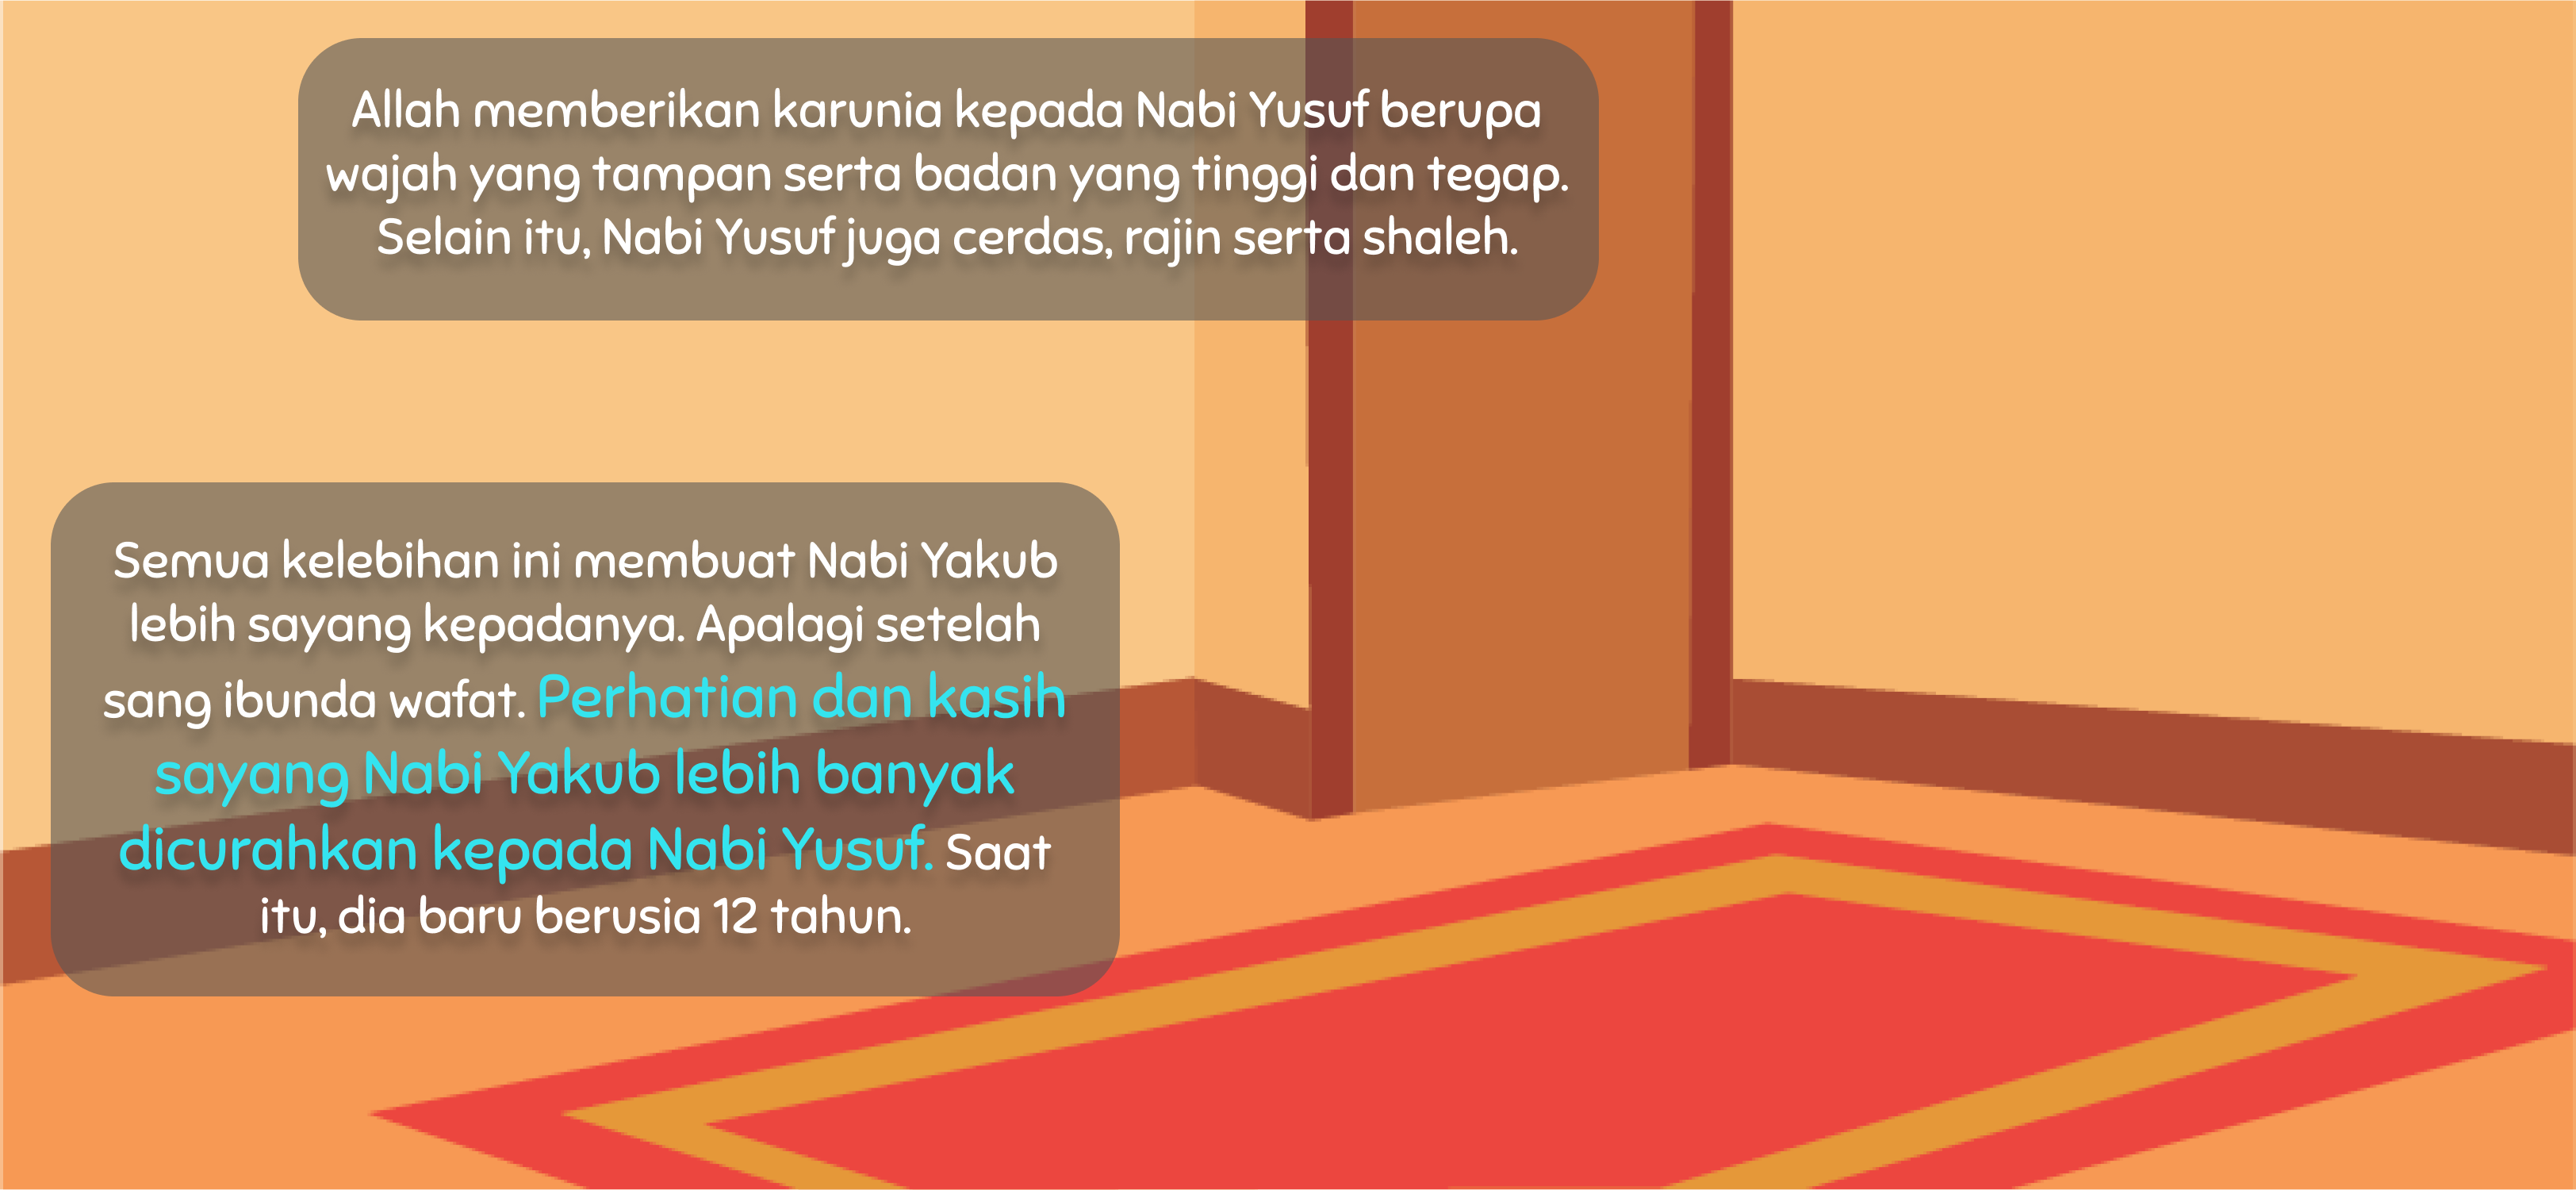 Allah memberikan karunia kepada Nabi Yusuf berupa
wajah yang tampan serta badan yang tinggi dan tegap.
Selain itu, Nabi Yusuf juga cerdas, rajin serta shaleh.
Semua kelebihan ini membuat Nabi Yakub
lebih sayang kepadanya. Apalagi setelah
sang ibunda wafat. Perhatian dan kasih
sayang Nabi Yakub lebih banyak
dicurahkan kepada Nabi Yusuf. Saat
itu, dia baru berusia 12 tahun.